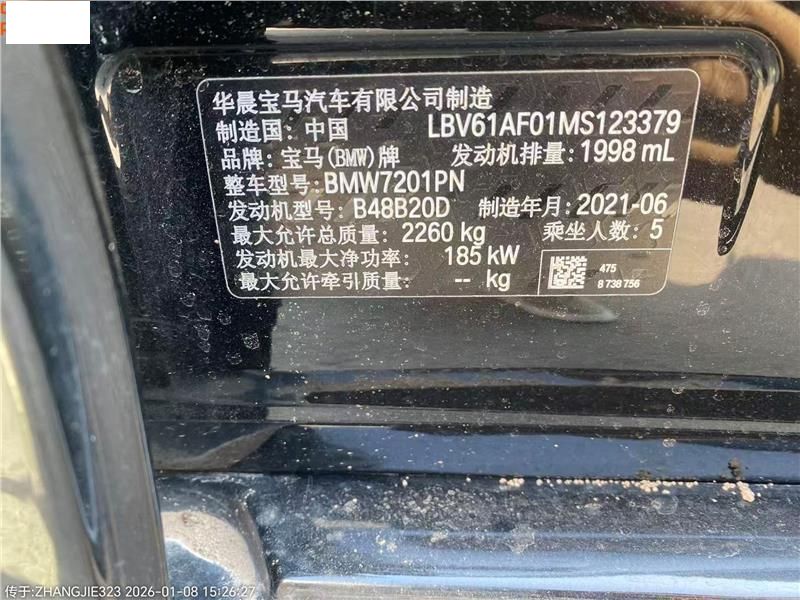 华晨宝马汽车有限公司制造
制造国: 中国 LBV61AF01MS123379
品牌: 宝马(BMW)牌 发动机排量: 1998 mL
整车型号: BMW7201PN
发动机型号: B48B20D 制造年月: 2021-06
最大允许总质量: 2260 kg 乘坐人数: 5
发动机最大净功率: 185 kW
最大允许牵引质量: -- kg
475
8 738 756
传于:ZHANGJIE323 2026-01-08 15:26:27